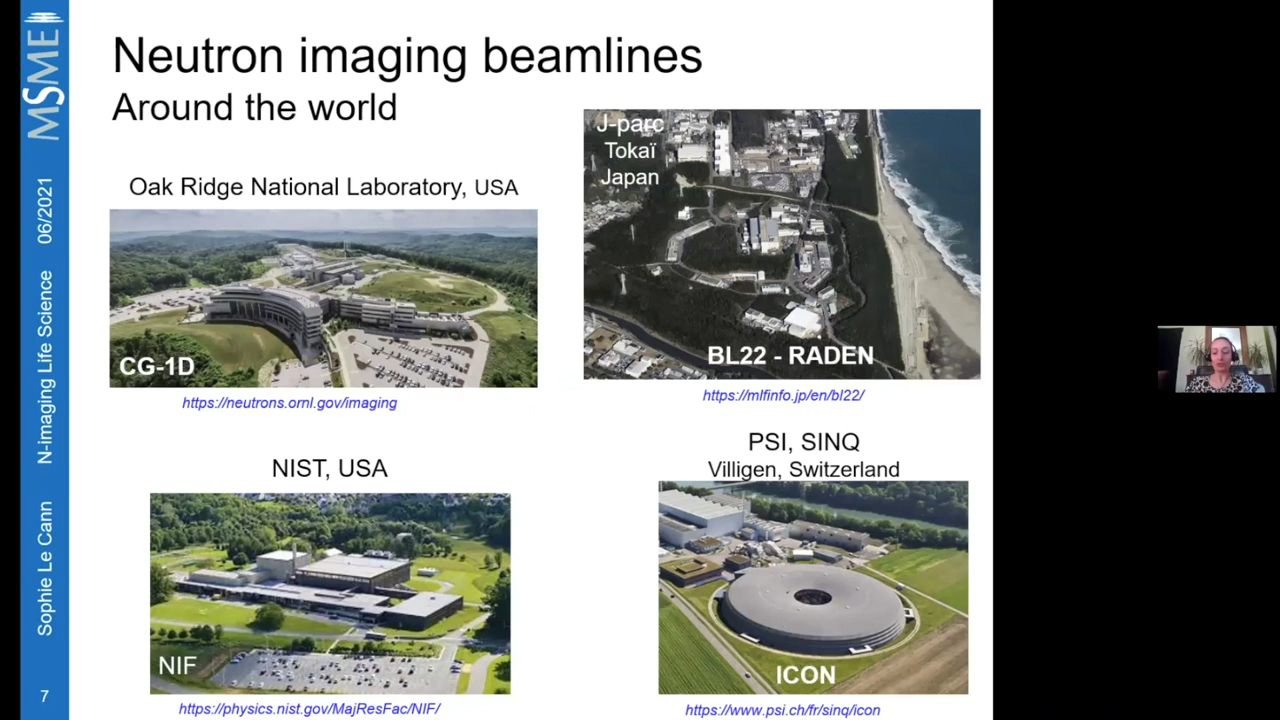 Neutron imaging beamlines
Around the world
Oak Ridge National Laboratory, USA
CG-1D
https://neutrons.ornl.gov/imaging
J-parc
Tokaï
Japan
BL22 - RADEN
https://mlfinfo.jp/en/bl22/
NIST, USA
NIF
https://physics.nist.gov/MajResFac/NIF/
PSI, SINQ
Villigen, Switzerland
ICON
https://www.psi.ch/fr/sinq/icon
MSME
06/2021
N-imaging Life Science
Sophie Le Cann
7